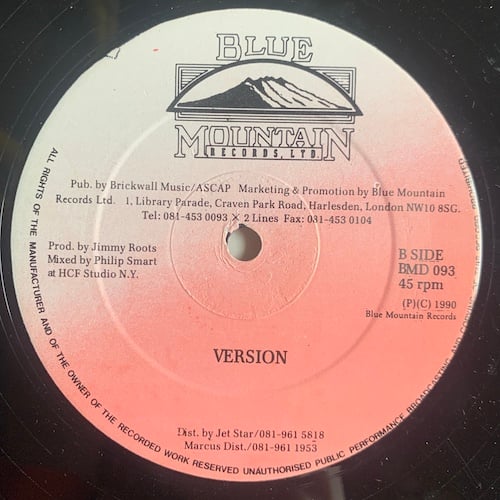 BLUE
MOUNTAIN
RECORDS, LTD.
Pub. by Brickwall Music/ASCAP Marketing & Promotion by Blue Mountain
Records Ltd. 1, Library Parade, Craven Park Road, Harlesden, London NW10 8SG.
Tel: 081-453 0093 × 2 Lines Fax: 081-453 0104
Prod. by Jimmy Roots
Mixed by Philip Smart
at HCF Studio N.Y.
B SIDE
BMD 093
45 rpm
(P)(C) 1990
Blue Mountain Records
VERSION
Dist. by Jet Star/081-961 5818
Marcus Dist./081-961 1953
ALL RIGHTS OF THE MANUFACTURER AND OF THE OWNER OF THE RECORDED WORK RESERVED UNAUTHORISED PUBLIC PERFORMANCE BROADCASTING AND